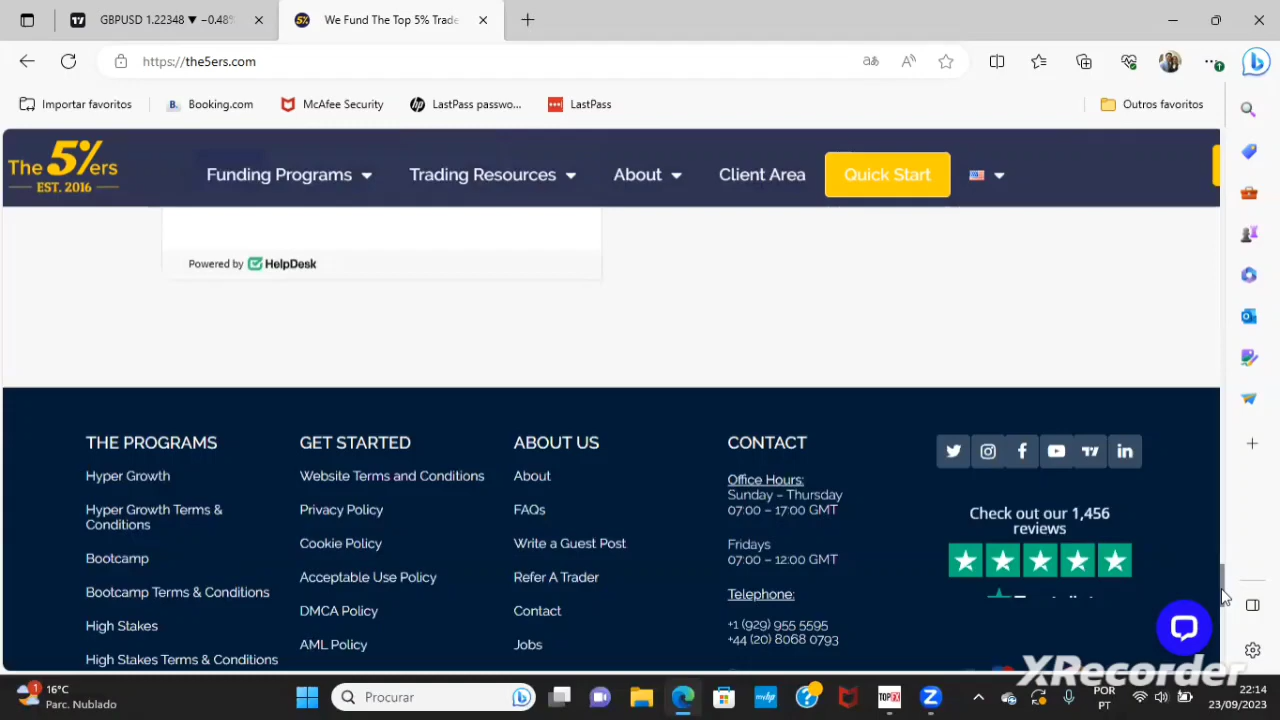 GBPUSD 1.22348 ▼ −0.48%
We Fund The Top 5% Trade
https://the5ers.com
Importar favoritos
Booking.com
McAfee Security
LastPass passwo...
LastPass
Outros favoritos
The 5%ers
EST. 2016
Funding Programs
Trading Resources
About
Client Area
Quick Start
Powered by HelpDesk
THE PROGRAMS
Hyper Growth
Hyper Growth Terms &
Conditions
Bootcamp
Bootcamp Terms & Conditions
High Stakes
High Stakes Terms & Conditions
GET STARTED
Website Terms and Conditions
Privacy Policy
Cookie Policy
Acceptable Use Policy
DMCA Policy
AML Policy
ABOUT US
About
FAQs
Write a Guest Post
Refer A Trader
Contact
Jobs
CONTACT
Office Hours:
Sunday – Thursday
07:00 – 17:00 GMT
Fridays
07:00 – 12:00 GMT
Telephone:
+1 (929) 955 5595
+44 (20) 8068 0793
Check out our 1,456
reviews
XRecorder
1
16°C
Parc. Nublado
Procurar
POR
PT
22:14
23/09/2023